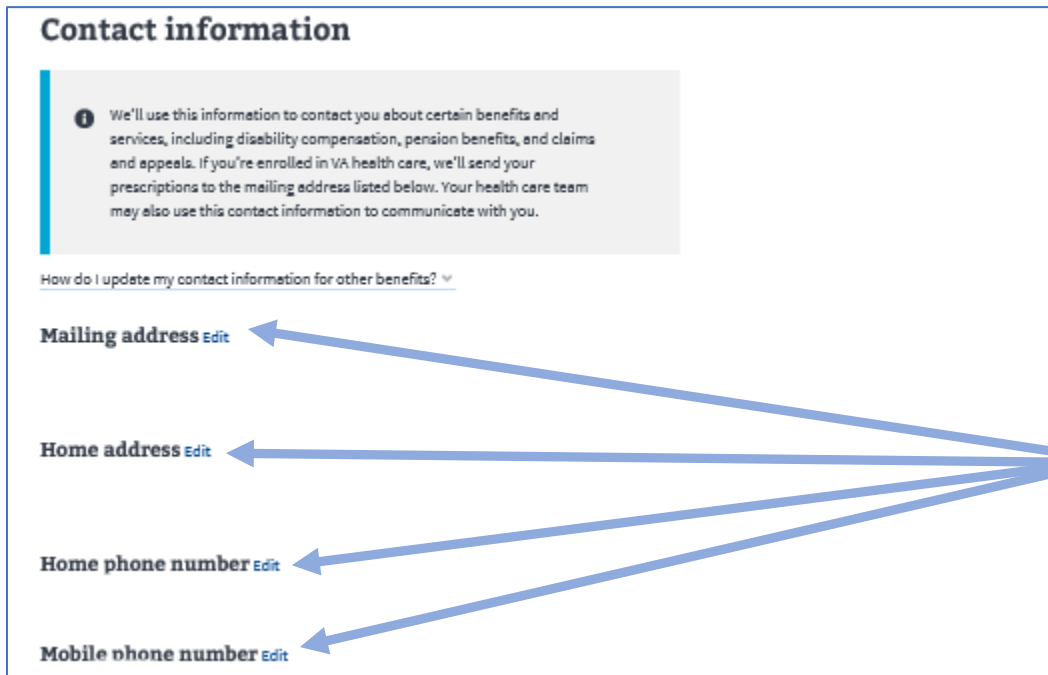 Contact information
We'll use this information to contact you about certain benefits and
services, including disability compensation, pension benefits, and claims
and appeals. If you're enrolled in VA health care, we'll send your
prescriptions to the mailing address listed below. Your health care team
may also use this contact information to communicate with you.
How do I update my contact information for other benefits?
Mailing address Edit
Home address Edit
Home phone number Edit
Mobile phone number Edit